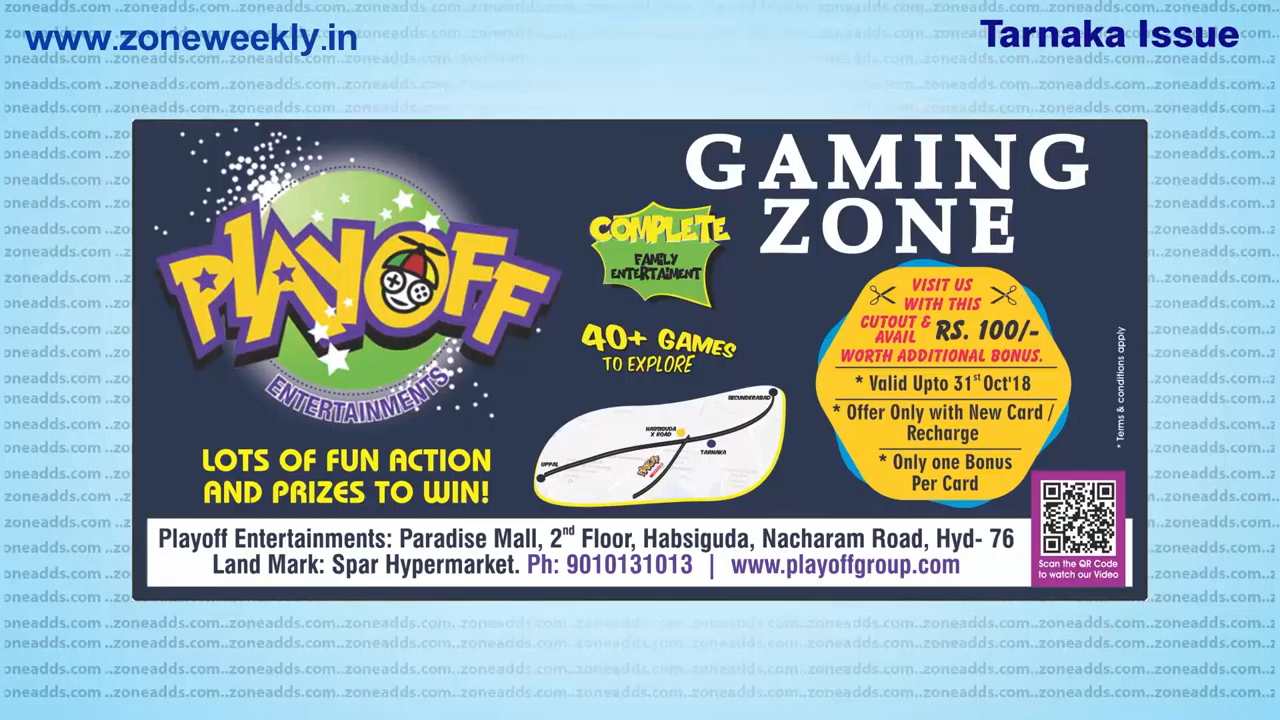 www.zoneweekly.in
Tarnaka Issue
PLAYOFF
ENTERTAINMENTS
LOTS OF FUN ACTION
AND PRIZES TO WIN!
COMPLETE
FAMILY
ENTERTAIMENT
40+ GAMES
TO EXPLORE
SECUNDERABAD
HABSIGUDA
X ROAD
TARNAKA
UPPAL
GAMING
ZONE
VISIT US
WITH THIS
CUTOUT &
AVAIL RS. 100/-
WORTH ADDITIONAL BONUS.
* Valid Upto 31st Oct'18
* Offer Only with New Card /
Recharge
* Only one Bonus
Per Card
* Terms & conditions apply
Playoff Entertainments: Paradise Mall, 2nd Floor, Habsiguda, Nacharam Road, Hyd- 76
Land Mark: Spar Hypermarket. Ph: 9010131013 | www.playoffgroup.com
Scan the QR Code
to watch our Video